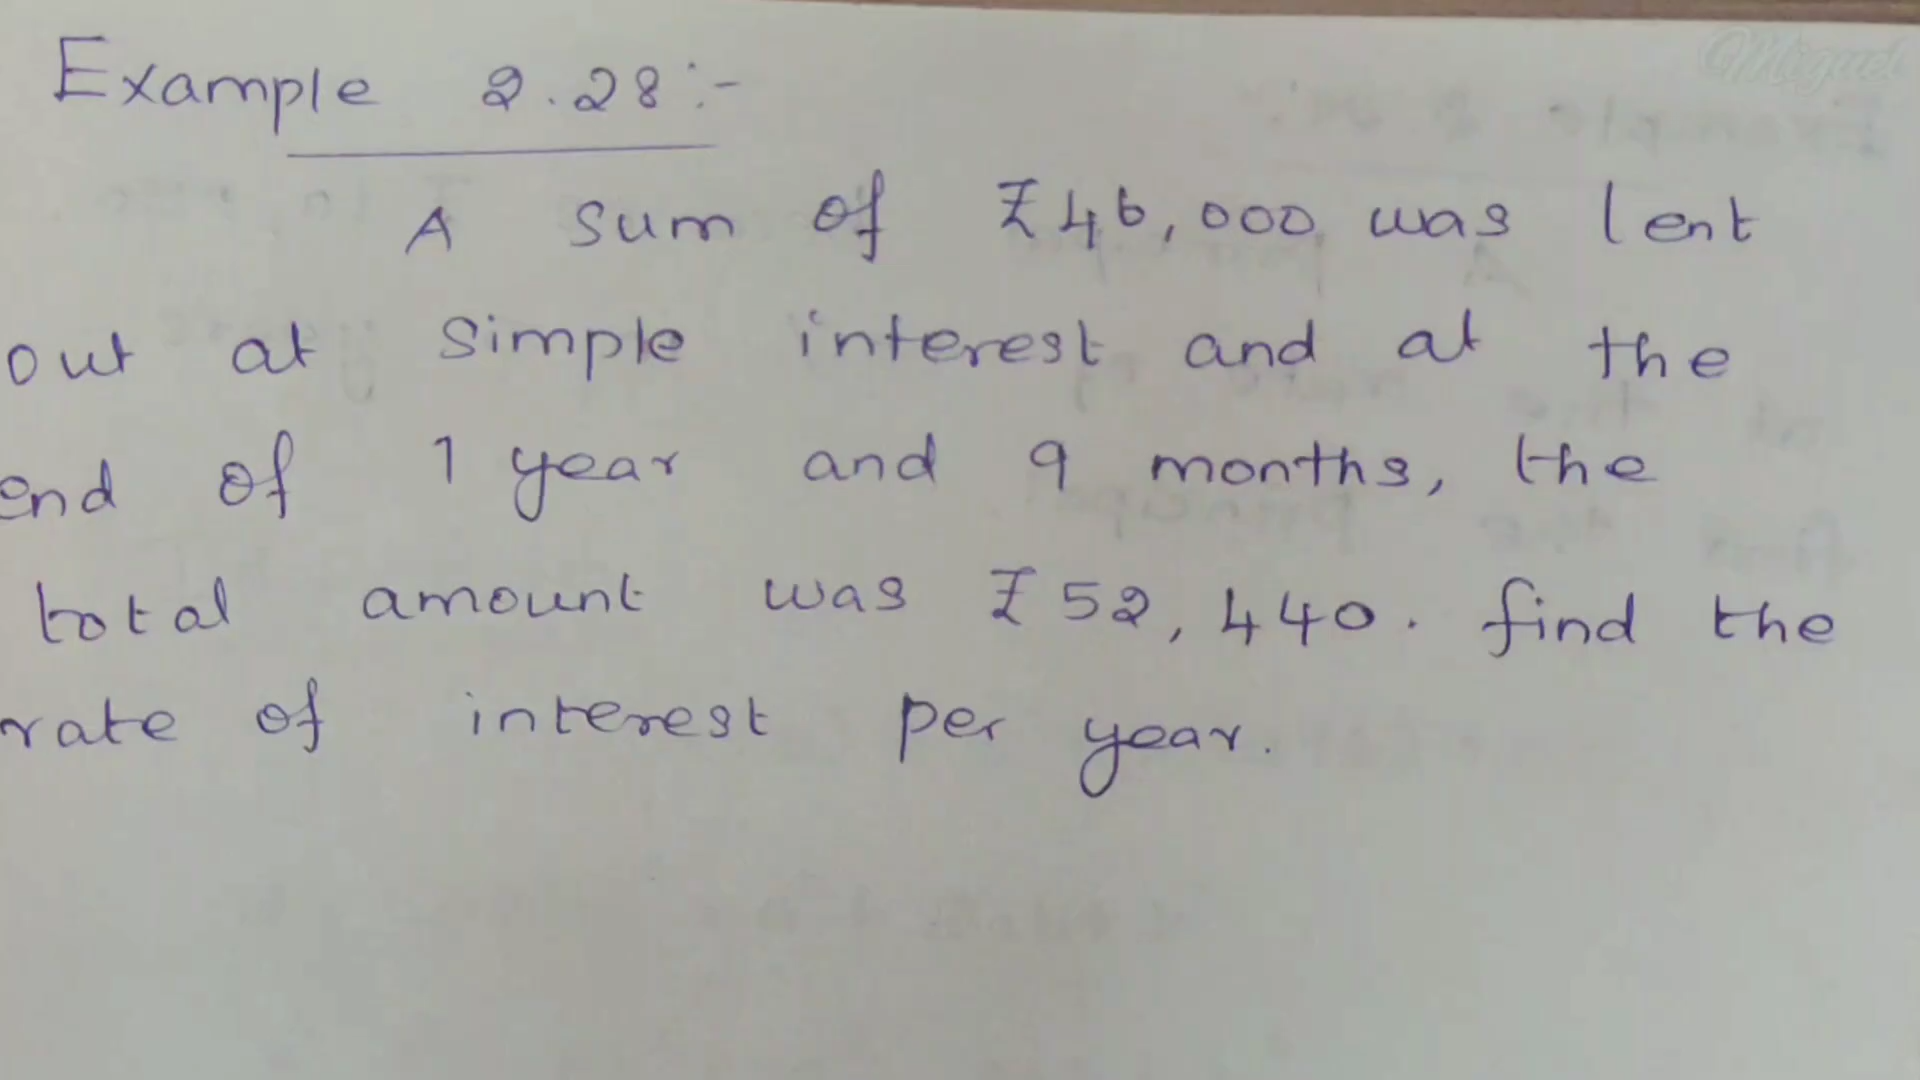 Example 2.28:-
A sum of ₹46,000 was lent
out at simple interest and at the
end of 1 year and 9 months, the
total amount was ₹52,440. find the
rate of interest per year.
Miguel